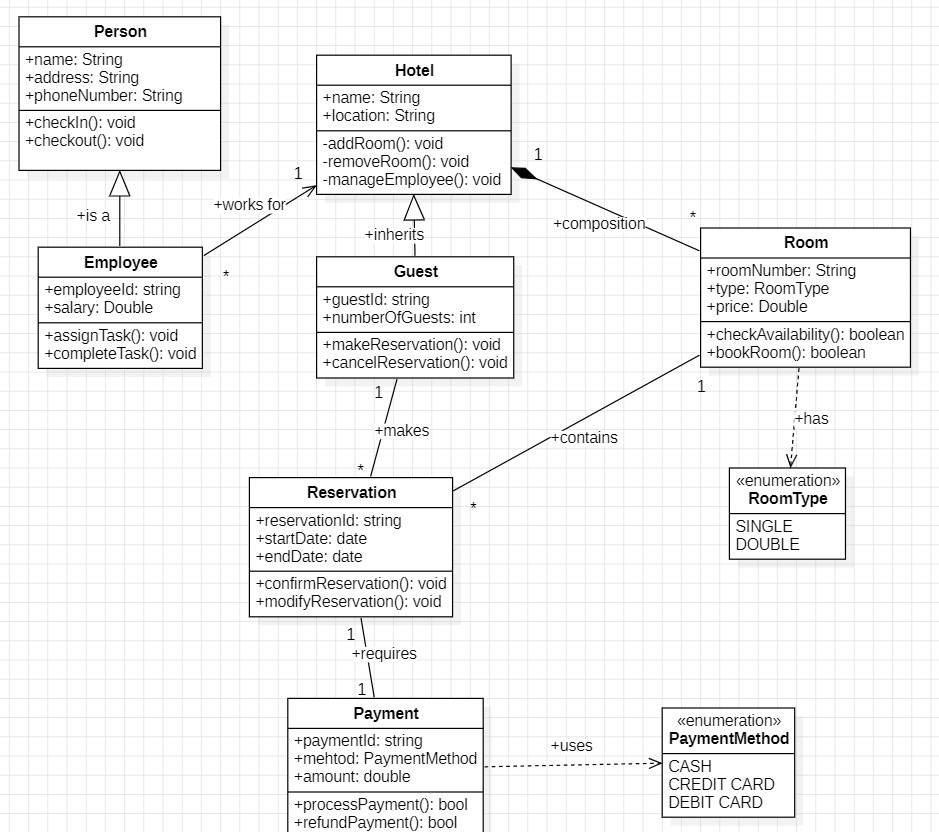 Person
+name: String
+address: String
+phoneNumber: String
+checkIn(): void
+checkout(): void
Hotel
+name: String
+location: String
-addRoom(): void
-removeRoom(): void
-manageEmployee(): void
1
1
+works for
+is a
*
+inherits
+composition
*
Employee
+employeeId: string
+salary: Double
+assignTask(): void
+completeTask(): void
Guest
+guestId: string
+numberOfGuests: int
+makeReservation(): void
+cancelReservation(): void
Room
+roomNumber: String
+type: RoomType
+price: Double
+checkAvailability(): boolean
+bookRoom(): boolean
1
+makes
*
1
+contains
*
+has
«enumeration»
RoomType
SINGLE
DOUBLE
Reservation
+reservationId: string
+startDate: date
+endDate: date
+confirmReservation(): void
+modifyReservation(): void
1
+requires
1
Payment
+paymentId: string
+mehtod: PaymentMethod
+amount: double
+processPayment(): bool
+refundPayment(): bool
+uses
«enumeration»
PaymentMethod
CASH
CREDIT CARD
DEBIT CARD